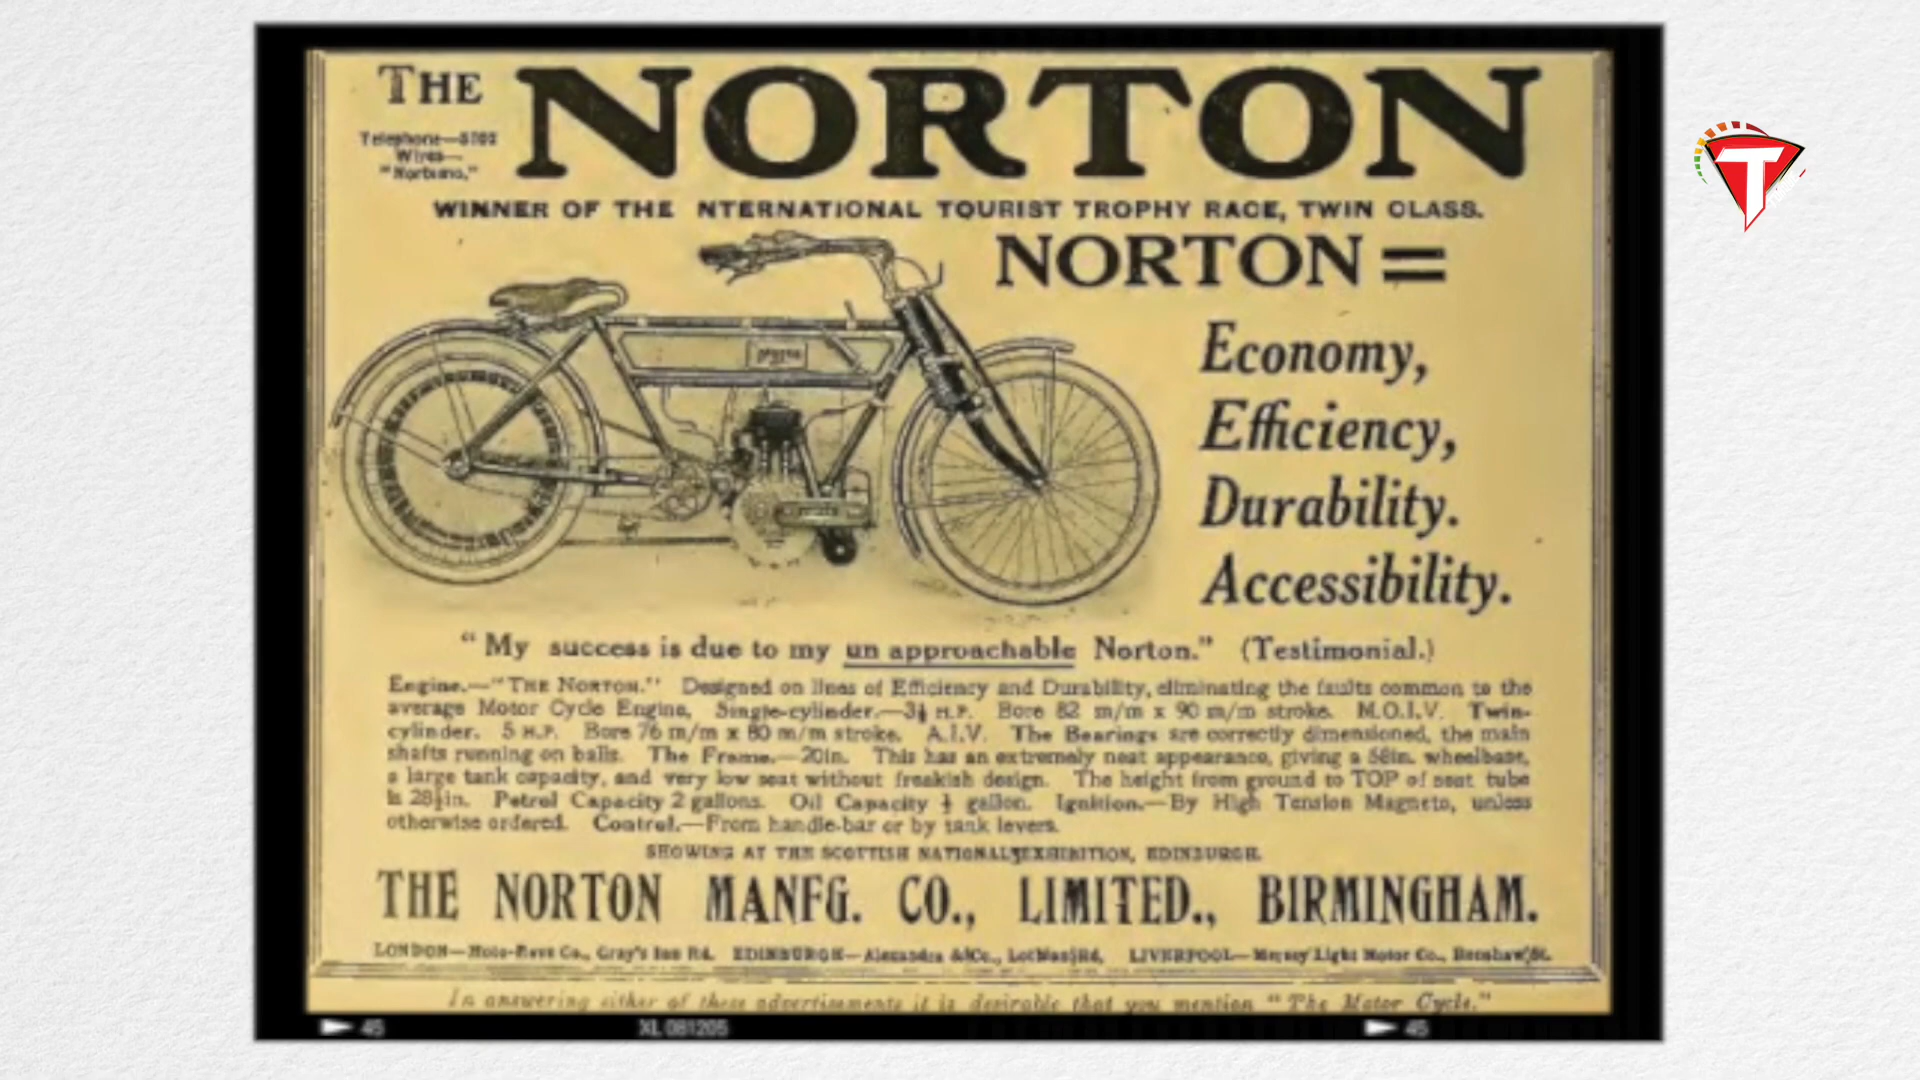 THE NORTON
Telephone—
Wires—
WINNER OF THE NTERNATIONAL TOURIST TROPHY RACE, TWIN CLASS.
NORTON =
Economy,
Efficiency,
Durability.
Accessibility.
" My success is due to my un approachable Norton." (Testimonial.)
Engine.—"THE NORTON." Designed on lines of Efficiency and Durability, eliminating the faults common to the
average Motor Cycle Engine, Single-cylinder.—3½ H.P. Bore 82 m/m x 90 m/m stroke. M.O.I.V. Twin-
cylinder. 5 H.P. Bore 76 m/m x 80 m/m stroke. A.I.V. The Bearings are correctly dimensioned, the main
shafts running on balls. The Frame.—20in. This has an extremely neat appearance, giving a 58in. wheelbase,
a large tank capacity, and very low seat without freakish design. The height from ground to TOP of seat tube
is Petrol Capacity 2 gallons. Oil Capacity gallon. Ignition.—By High Tension Magneto, unless
otherwise ordered. Control.—From handle-bar or by tank levers.
SHOWING AT THE SCOTTISH NATIONAL EXHIBITION, EDINBURGH.
THE NORTON MANFG. CO., LIMITED., BIRMINGHAM.
LONDON— Co., Gray's Inn Rd. EDINBURGH—Alexandra &Co., Liverpool—Mersey Light Motor Co., Renshaw St.
In answering either of these advertisements it is desirable that you mention "The Motor Cycle."
45 XL 081205 45
T